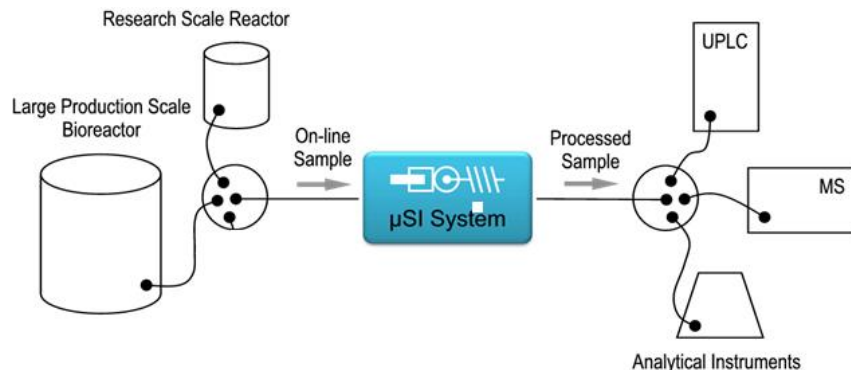 Research Scale Reactor
Large Production Scale
Bioreactor
On-line
Sample
µSI System
Processed
Sample
UPLC
MS
Analytical Instruments